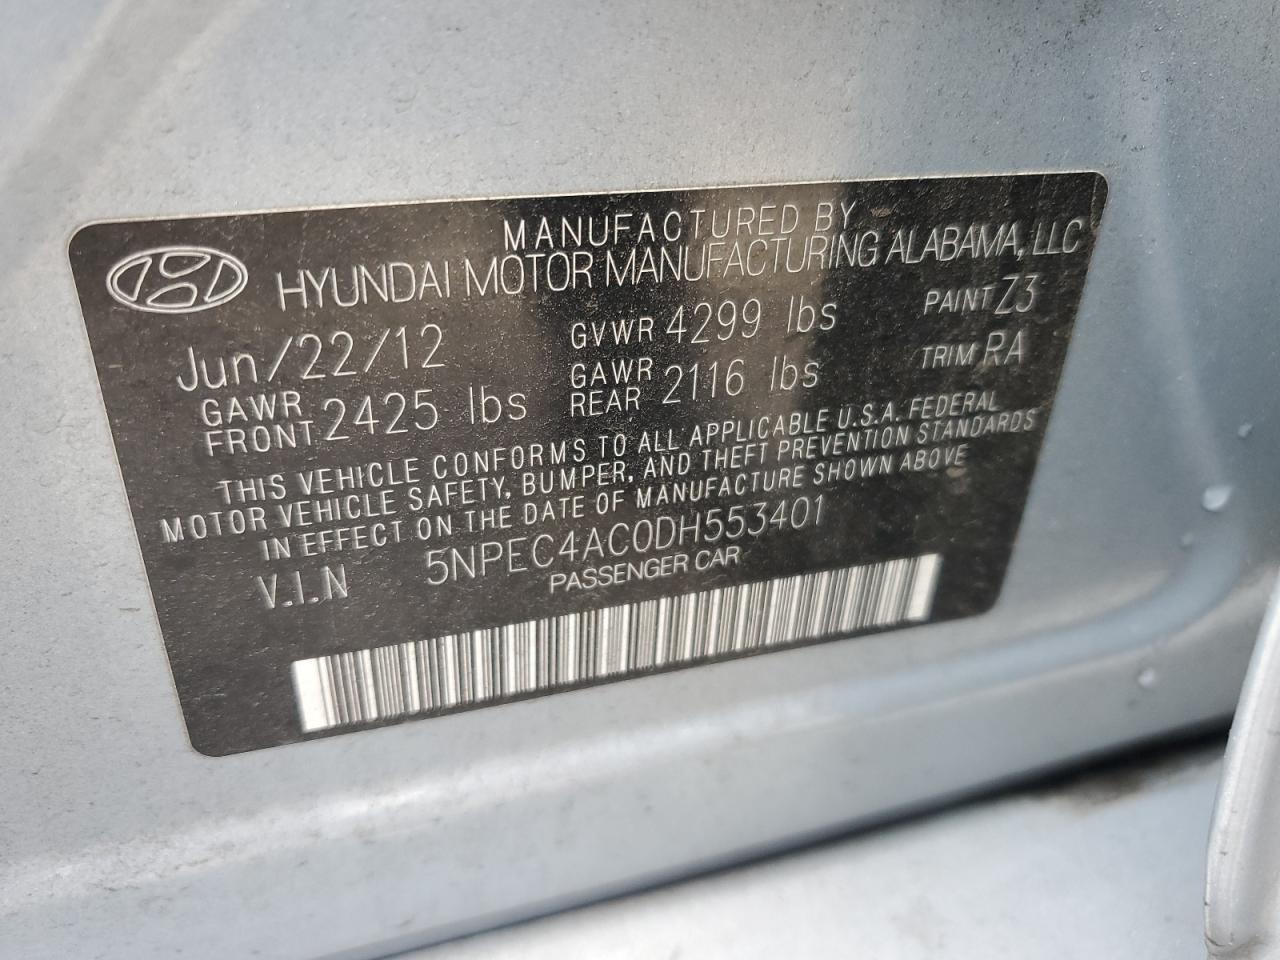 MANUFACTURED BY
HYUNDAI MOTOR MANUFACTURING ALABAMA, LLC
Jun/22/12 GVWR 4299 lbs PAINT Z3
GAWR FRONT 2425 lbs GAWR REAR 2116 lbs TRIM RA
THIS VEHICLE CONFORMS TO ALL APPLICABLE U.S.A. FEDERAL
MOTOR VEHICLE SAFETY, BUMPER, AND THEFT PREVENTION STANDARDS
IN EFFECT ON THE DATE OF MANUFACTURE SHOWN ABOVE
V.I.N 5NPEC4AC0DH553401
PASSENGER CAR